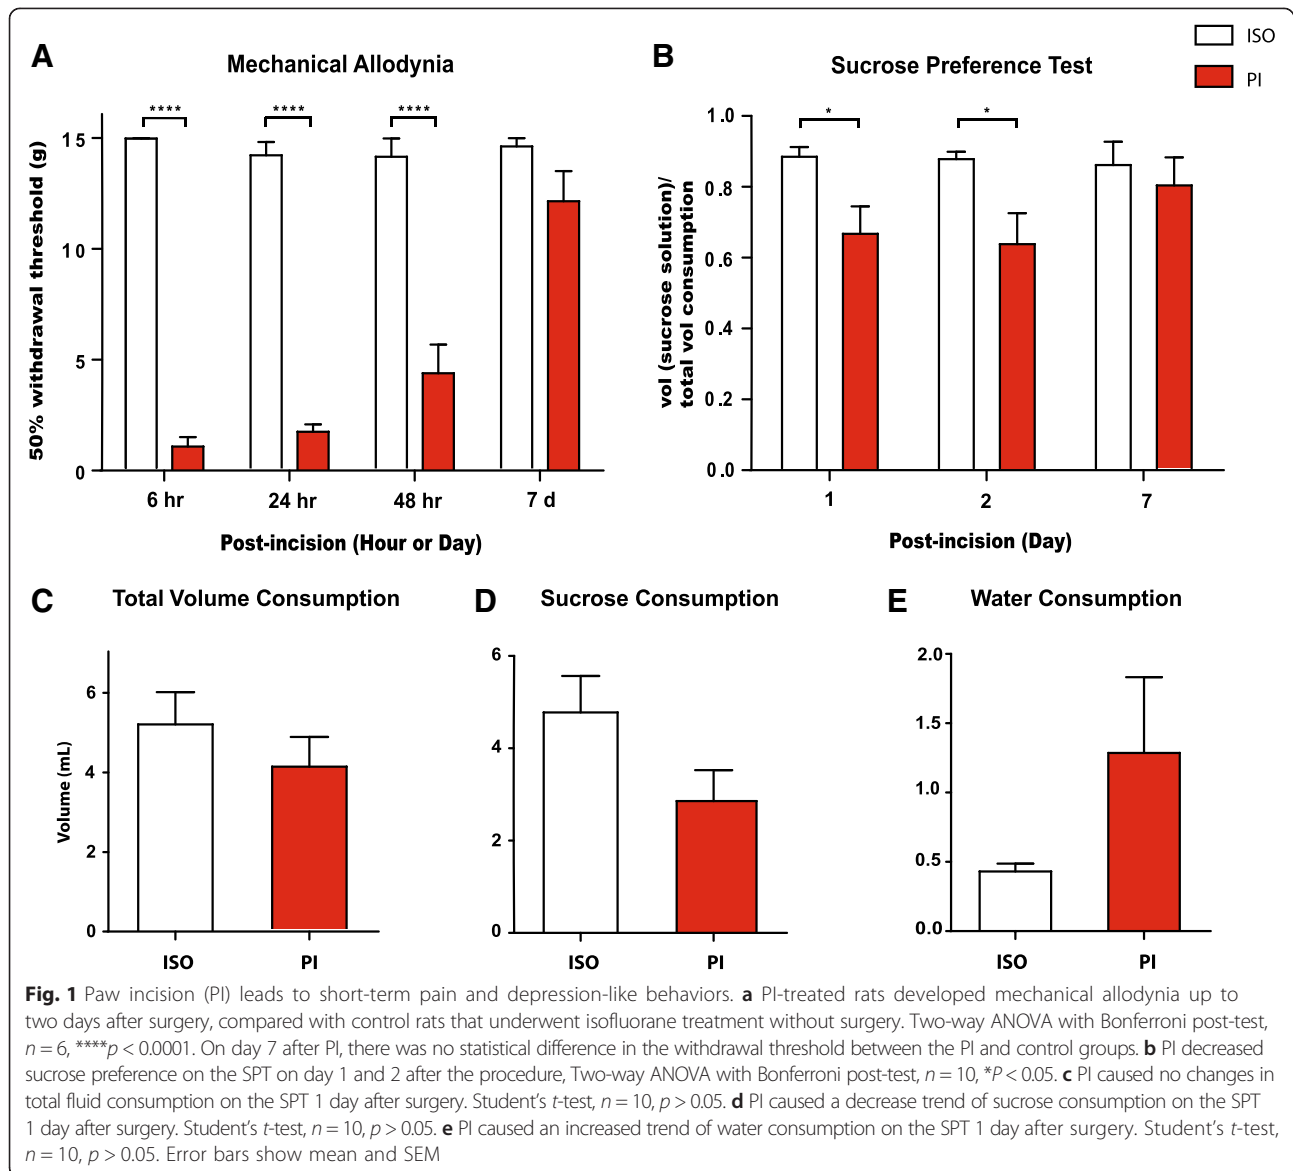 ISO
PI
A
Mechanical Allodynia
**** **** ****
15
10
5
0
50% withdrawal threshold (g)
6 hr 24 hr 48 hr 7 d
Post-incision (Hour or Day)
B
Sucrose Preference Test
* *
1.0
0.8
0.6
0.4
0.2
0.0
vol (sucrose solution)/
total vol consumption
1 2 7
Post-incision (Day)
C
Total Volume Consumption
6
4
2
0
Volume (mL)
ISO PI
D
Sucrose Consumption
6
4
2
0
ISO PI
E
Water Consumption
2.0
1.5
1.0
0.5
0.0
ISO PI
Fig. 1 Paw incision (PI) leads to short-term pain and depression-like behaviors. a PI-treated rats developed mechanical allodynia up to
two days after surgery, compared with control rats that underwent isofluorane treatment without surgery. Two-way ANOVA with Bonferroni post-test,
n = 6, ****p < 0.0001. On day 7 after PI, there was no statistical difference in the withdrawal threshold between the PI and control groups. b PI decreased
sucrose preference on the SPT on day 1 and 2 after the procedure, Two-way ANOVA with Bonferroni post-test, n = 10, *P < 0.05. c PI caused no changes in
total fluid consumption on the SPT 1 day after surgery. Student's t-test, n = 10, p > 0.05. d PI caused a decrease trend of sucrose consumption on the SPT
1 day after surgery. Student's t-test, n = 10, p > 0.05. e PI caused an increased trend of water consumption on the SPT 1 day after surgery. Student's t-test,
n = 10, p > 0.05. Error bars show mean and SEM